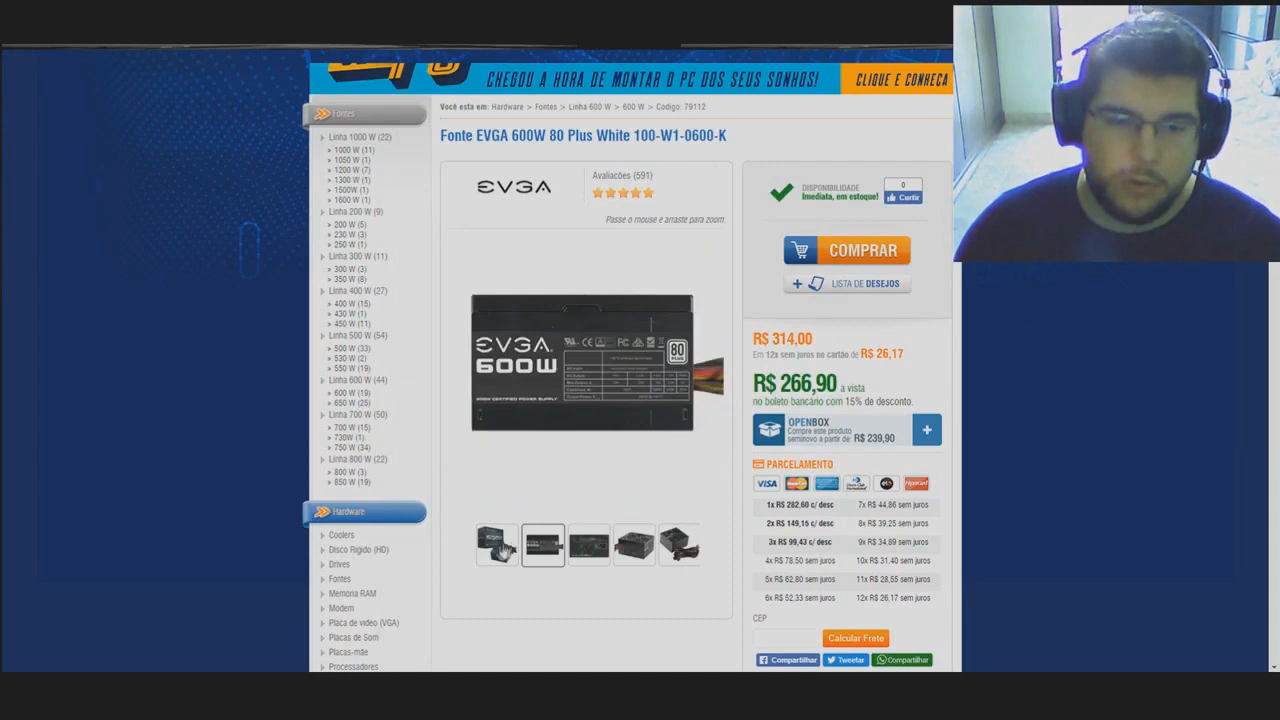 CHEGOU A HORA DE MONTAR O PC DOS SEUS SONHOS!
CLIQUE E CONHEÇA
Você esta em: Hardware > Fontes > Linha 600 W > 600 W > Código: 79112
Fonte EVGA 600W 80 Plus White 100-W1-0600-K
Fontes
Linha 1000 W (22)
1000 W (11)
1050 W (1)
1200 W (7)
1300 W (1)
1500W (1)
1600 W (1)
Linha 200 W (9)
200 W (5)
230 W (3)
250 W (1)
Linha 300 W (11)
300 W (3)
350 W (8)
Linha 400 W (27)
400 W (15)
430 W (1)
450 W (11)
Linha 500 W (54)
500 W (33)
530 W (2)
550 W (19)
Linha 600 W (44)
600 W (19)
650 W (25)
Linha 700 W (50)
700 W (15)
730W (1)
750 W (34)
Linha 800 W (22)
800 W (3)
850 W (19)
Hardware
Coolers
Disco Rigido (HD)
Drives
Fontes
Memoria RAM
Modem
Placa de video (VGA)
Placas de Som
Placas-mãe
Processadores
EVGA
Avaliacões (591)
Passe o mouse e arraste para zoom.
EVGA
600W
80
PLUS
600W CERTIFIED POWER SUPPLY
DISPONIBILIDADE
Imediata, em estoque!
0
Curtir
COMPRAR
LISTA DE DESEJOS
R$ 314,00
Em 12x sem juros no cartão de R$ 26,17
R$ 266,90 a vista
no boleto bancário com 15% de desconto.
OPENBOX
Compre este produto
seminovo a partir de R$ 239,90
+
PARCELAMENTO
VISA
1x R$ 282,60 c/ desc 7x R$ 44,86 sem juros
2x R$ 149,15 c/ desc 8x R$ 39,25 sem juros
3x R$ 99,43 c/ desc 9x R$ 34,89 sem juros
4x R$ 78,50 sem juros 10x R$ 31,40 sem juros
5x R$ 62,80 sem juros 11x R$ 28,55 sem juros
6x R$ 52,33 sem juros 12x R$ 26,17 sem juros
CEP
Calcular Frete
Compartilhar
Tweetar
Compartilhar